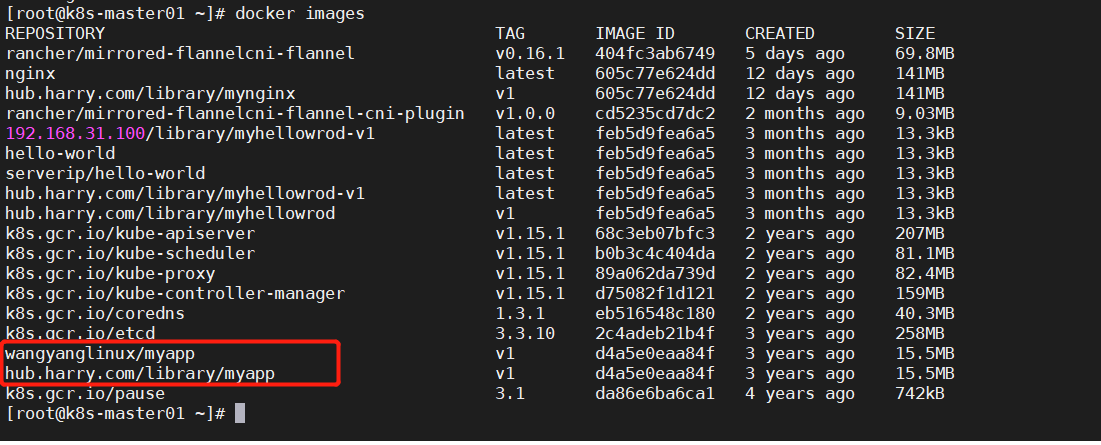 [root@k8s-master01 ~]# docker images
REPOSITORY TAG IMAGE ID CREATED SIZE
rancher/mirrored-flannelcni-flannel v0.16.1 404fc3ab6749 5 days ago 69.8MB
nginx latest 605c77e624dd 12 days ago 141MB
hub.harry.com/library/mynginx v1 605c77e624dd 12 days ago 141MB
rancher/mirrored-flannelcni-flannel-cni-plugin v1.0.0 cd5235cd7dc2 2 months ago 9.03MB
192.168.31.100/library/myhellowrod-v1 latest feb5d9fea6a5 3 months ago 13.3kB
hello-world latest feb5d9fea6a5 3 months ago 13.3kB
serverip/hello-world latest feb5d9fea6a5 3 months ago 13.3kB
hub.harry.com/library/myhellowrod-v1 latest feb5d9fea6a5 3 months ago 13.3kB
hub.harry.com/library/myhellowrod v1 feb5d9fea6a5 3 months ago 13.3kB
k8s.gcr.io/kube-apiserver v1.15.1 68c3eb07bfc3 2 years ago 207MB
k8s.gcr.io/kube-scheduler v1.15.1 b0b3c4c404da 2 years ago 81.1MB
k8s.gcr.io/kube-proxy v1.15.1 89a062da739d 2 years ago 82.4MB
k8s.gcr.io/kube-controller-manager v1.15.1 d75082f1d121 2 years ago 159MB
k8s.gcr.io/coredns 1.3.1 eb516548c180 2 years ago 40.3MB
k8s.gcr.io/etcd 3.3.10 2c4adeb21b4f 3 years ago 258MB
wangyanglinux/myapp v1 d4a5e0eaa84f 3 years ago 15.5MB
hub.harry.com/library/myapp v1 d4a5e0eaa84f 3 years ago 15.5MB
k8s.gcr.io/pause 3.1 da86e6ba6ca1 4 years ago 742kB
[root@k8s-master01 ~]#